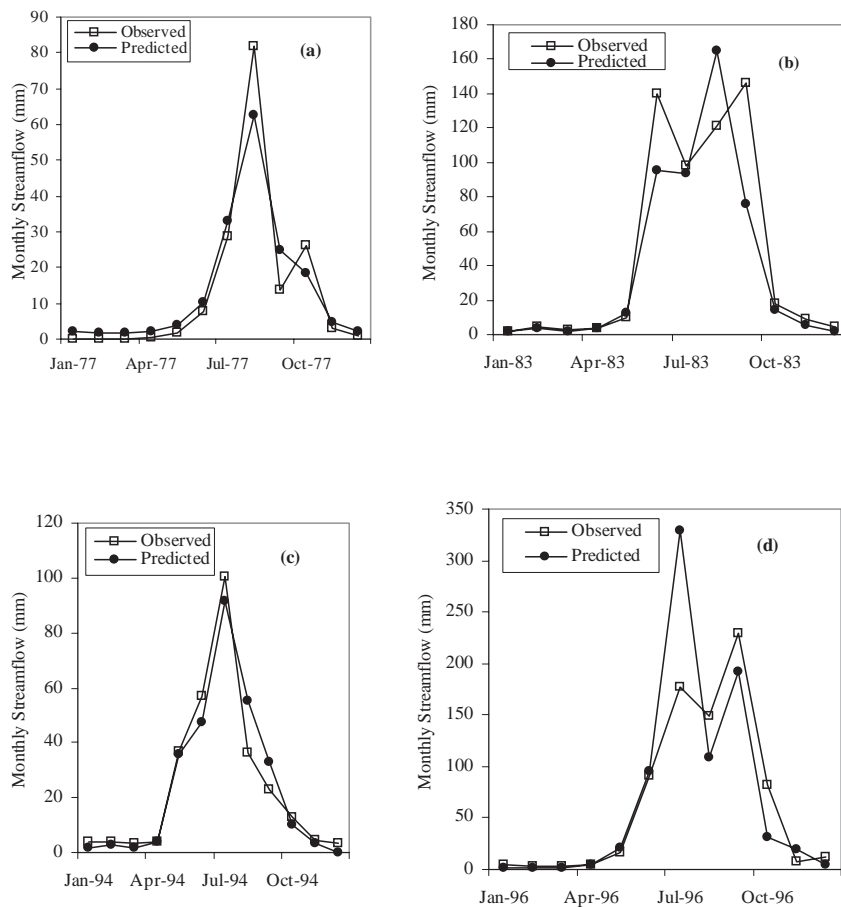 Observed
Predicted
(a)
Monthly Streamflow (mm)
90
80
70
60
50
40
30
20
10
0
Jan-77 Apr-77 Jul-77 Oct-77
Observed
Predicted
(b)
Monthly Streamflow (mm)
180
160
140
120
100
80
60
40
20
0
Jan-83 Apr-83 Jul-83 Oct-83
Observed
Predicted
(c)
Monthly Streamflow (mm)
120
100
80
60
40
20
0
Jan-94 Apr-94 Jul-94 Oct-94
Observed
Predicted
(d)
Monthly Streamflow (mm)
350
300
250
200
150
100
50
0
Jan-96 Apr-96 Jul-96 Oct-96